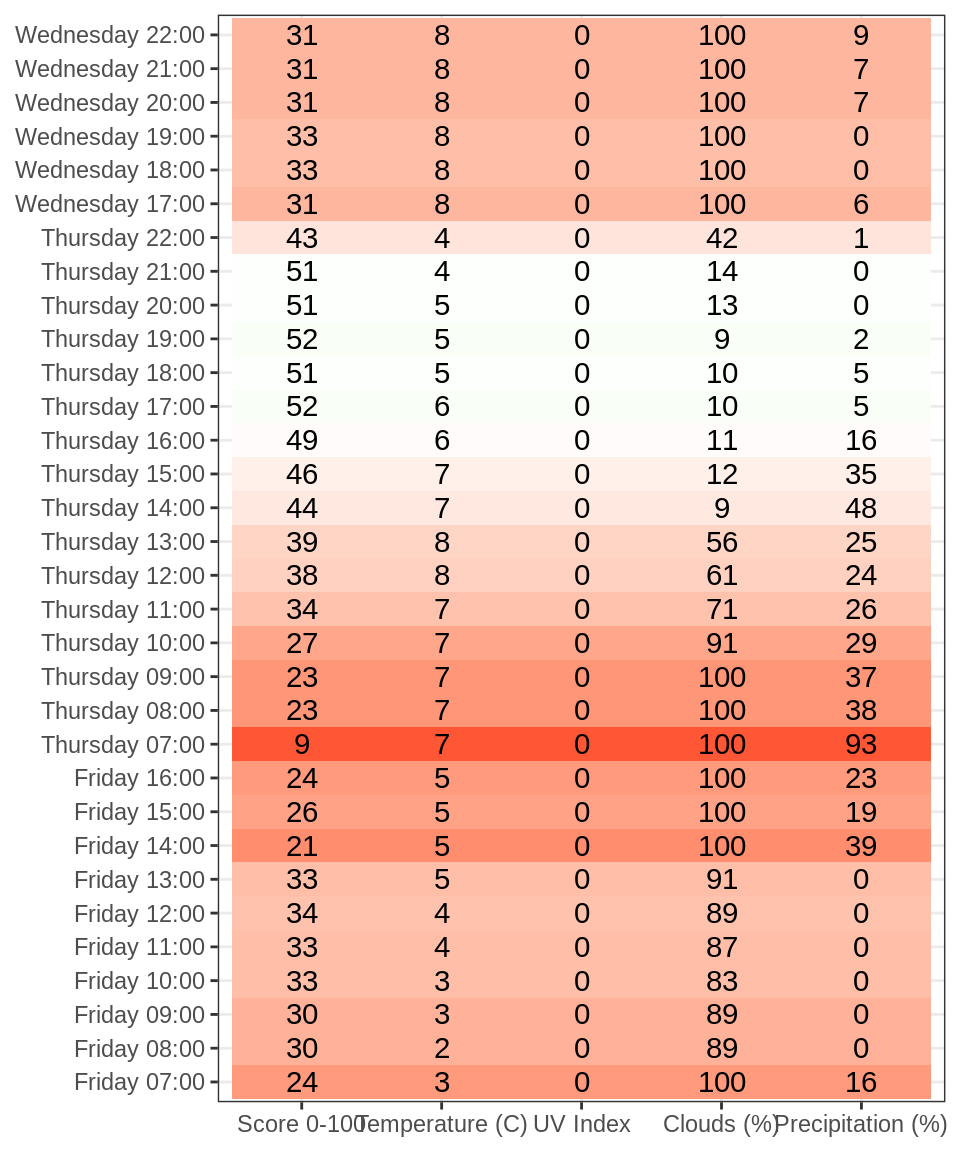 Wednesday 22:00 31 8 0 100 9
Wednesday 21:00 31 8 0 100 7
Wednesday 20:00 31 8 0 100 7
Wednesday 19:00 33 8 0 100 0
Wednesday 18:00 33 8 0 100 0
Wednesday 17:00 31 8 0 100 6
Thursday 22:00 43 4 0 42 1
Thursday 21:00 51 4 0 14 0
Thursday 20:00 51 5 0 13 0
Thursday 19:00 52 5 0 9 2
Thursday 18:00 51 5 0 10 5
Thursday 17:00 52 6 0 10 5
Thursday 16:00 49 6 0 11 16
Thursday 15:00 46 7 0 12 35
Thursday 14:00 44 7 0 9 48
Thursday 13:00 39 8 0 56 25
Thursday 12:00 38 8 0 61 24
Thursday 11:00 34 7 0 71 26
Thursday 10:00 27 7 0 91 29
Thursday 09:00 23 7 0 100 37
Thursday 08:00 23 7 0 100 38
Thursday 07:00 9 7 0 100 93
Friday 16:00 24 5 0 100 23
Friday 15:00 26 5 0 100 19
Friday 14:00 21 5 0 100 39
Friday 13:00 33 5 0 91 0
Friday 12:00 34 4 0 89 0
Friday 11:00 33 4 0 87 0
Friday 10:00 33 3 0 83 0
Friday 09:00 30 3 0 89 0
Friday 08:00 30 2 0 89 0
Friday 07:00 24 3 0 100 16
Score 0-100 Temperature (C) UV Index Clouds (%) Precipitation (%)